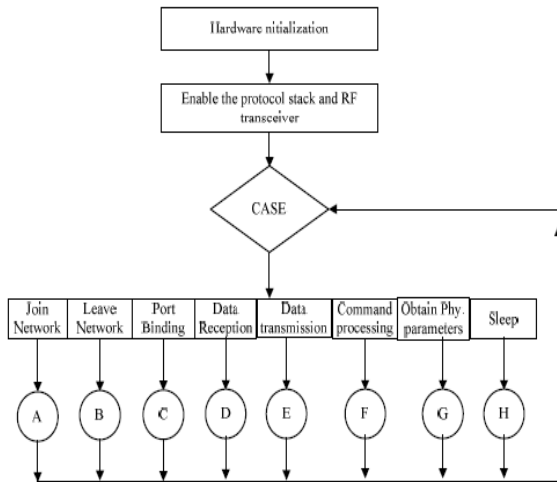 Hardware nitialization
Enable the protocol stack and RF
transceiver
CASE
Join
Network
Leave
Network
Port
Binding
Data
Reception
Data
transmission
Command
processing
Obtain Phy.
parameters
Sleep
A
B
C
D
E
F
G
H